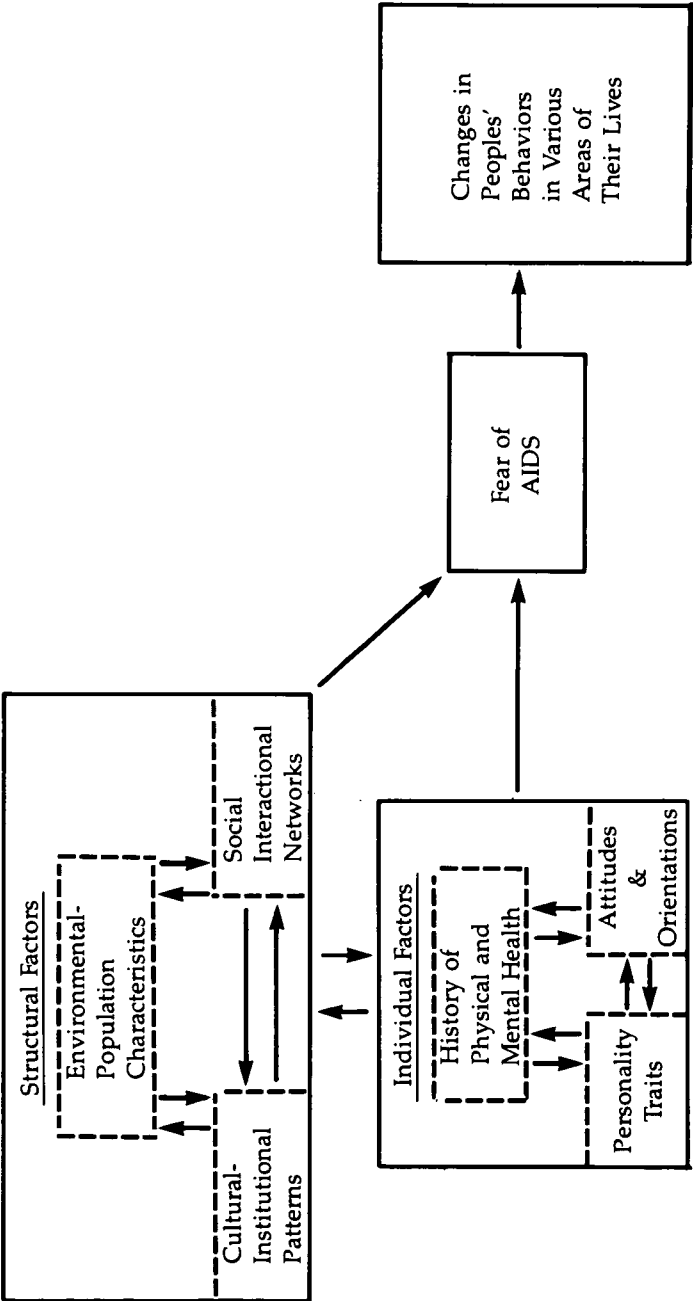 Structural Factors
Environmental-
Population
Characteristics
Cultural-
Institutional
Patterns
Social
Interactional
Networks
Individual Factors
History of
Physical and
Mental Health
Personality
Traits
Attitudes
&
Orientations
Fear of
AIDS
Changes in
Peoples'
Behaviors
in Various
Areas of
Their Lives